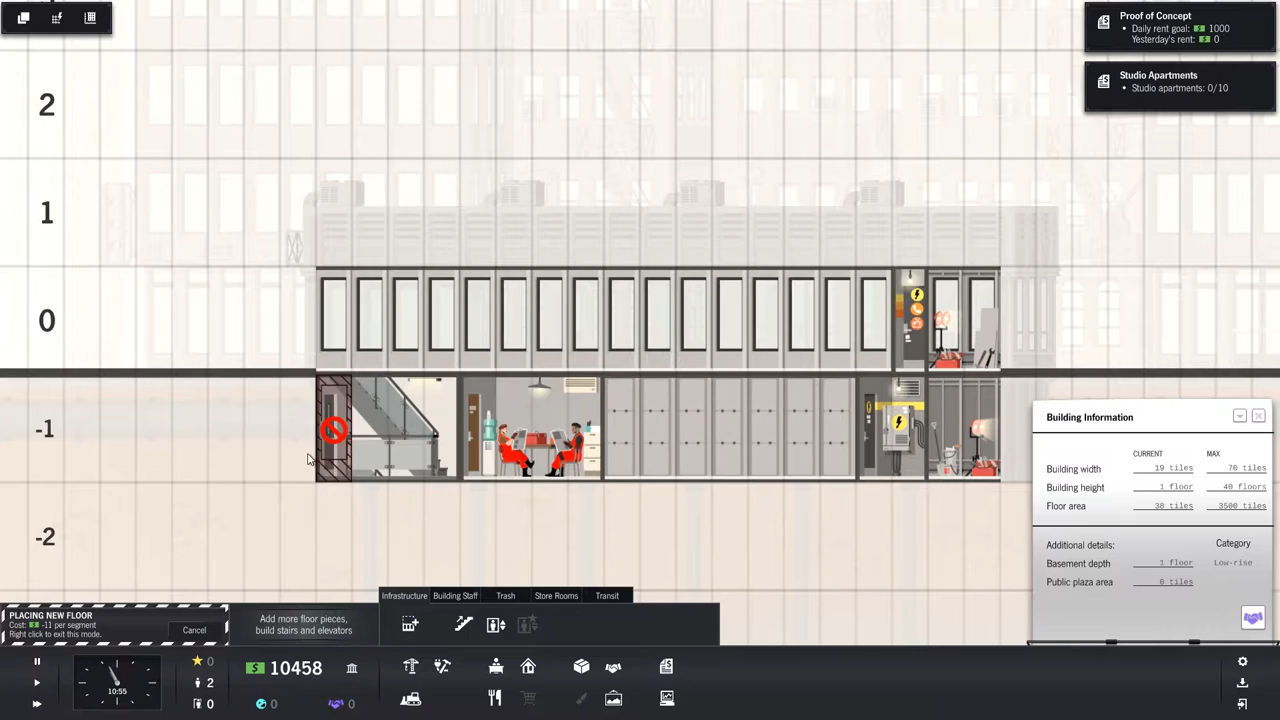 Proof of Concept
• Daily rent goal: 1000
Yesterday's rent: 0
Studio Apartments
• Studio apartments: 0/10
2
1
0
-1
-2
Building Information
CURRENT MAX
Building width 19 tiles 70 tiles
Building height 1 floor 40 floors
Floor area 38 tiles 3500 tiles
Additional details: Category
Basement depth 1 floor Low-rise
Public plaza area 0 tiles
Infrastructure Building Staff Trash Store Rooms Transit
PLACING NEW FLOOR
Cost: -11 per segment
Right click to exit this mode.
Cancel
Add more floor pieces,
build stairs and elevators
10:55
0
2
0
10458
0
0